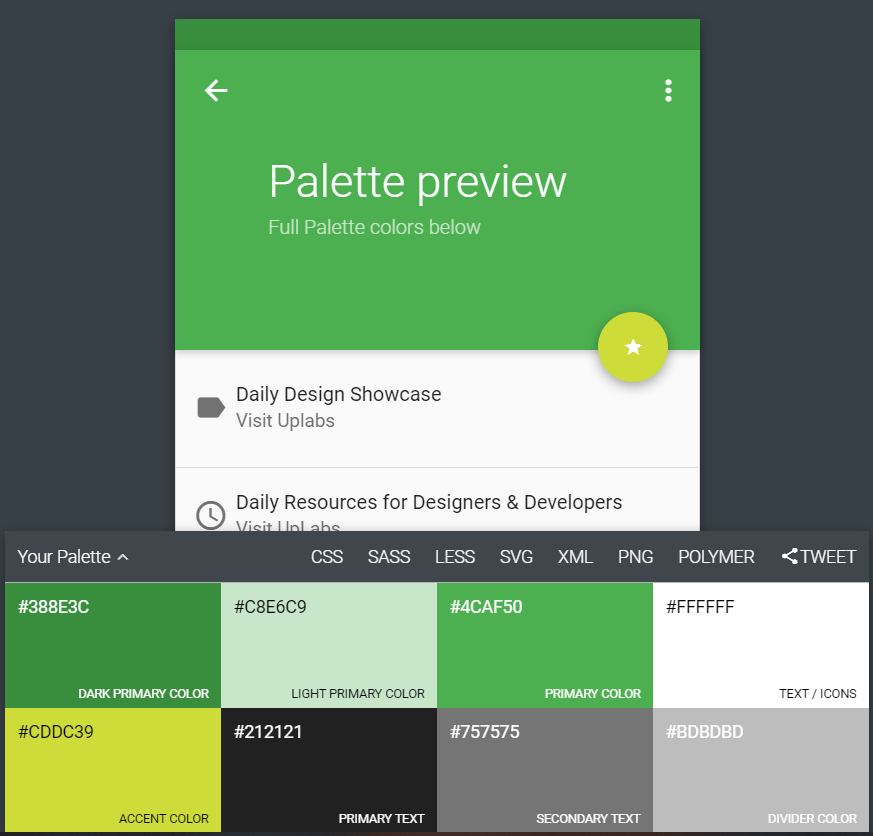 Palette preview
Full Palette colors below
Daily Design Showcase
Visit Uplabs
Daily Resources for Designers & Developers
Visit UpLabs
Your Palette CSS SASS LESS SVG XML PNG POLYMER TWEET
#388E3C #C8E6C9 #4CAF50 #FFFFFF
DARK PRIMARY COLOR LIGHT PRIMARY COLOR PRIMARY COLOR TEXT / ICONS
#CDDC39 #212121 #757575 #BDBDBD
ACCENT COLOR PRIMARY TEXT SECONDARY TEXT DIVIDER COLOR